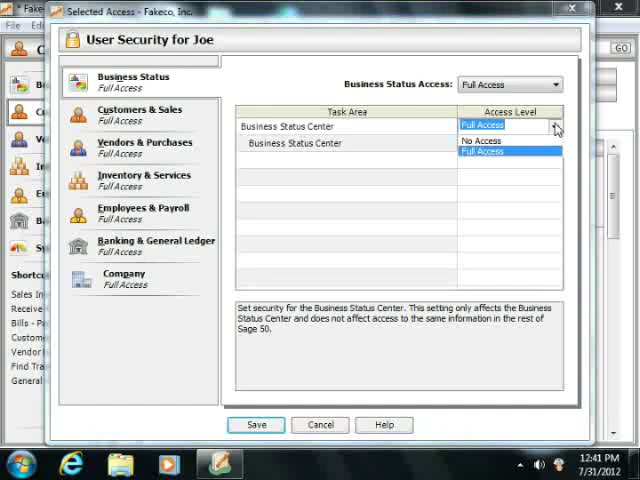 Selected Access - Fakeco, Inc.
* Fak
File
GO
User Security for Joe
Business Status
Full Access
Customers & Sales
Full Access
Vendors & Purchases
Full Access
Inventory & Services
Full Access
Employees & Payroll
Full Access
Banking & General Ledger
Full Access
Company
Full Access
Business Status Access: Full Access
Task Area Access Level
Business Status Center Full Access
Business Status Center
No Access
Full Access
Set security for the Business Status Center. This setting only affects the Business
Status Center and does not affect access to the same information in the rest of
Sage 50.
Shortc
Sales In
Receive
Bills - Pa
Custome
Vendor
Find Tra
General
Save Cancel Help
12:41 PM
7/31/2012